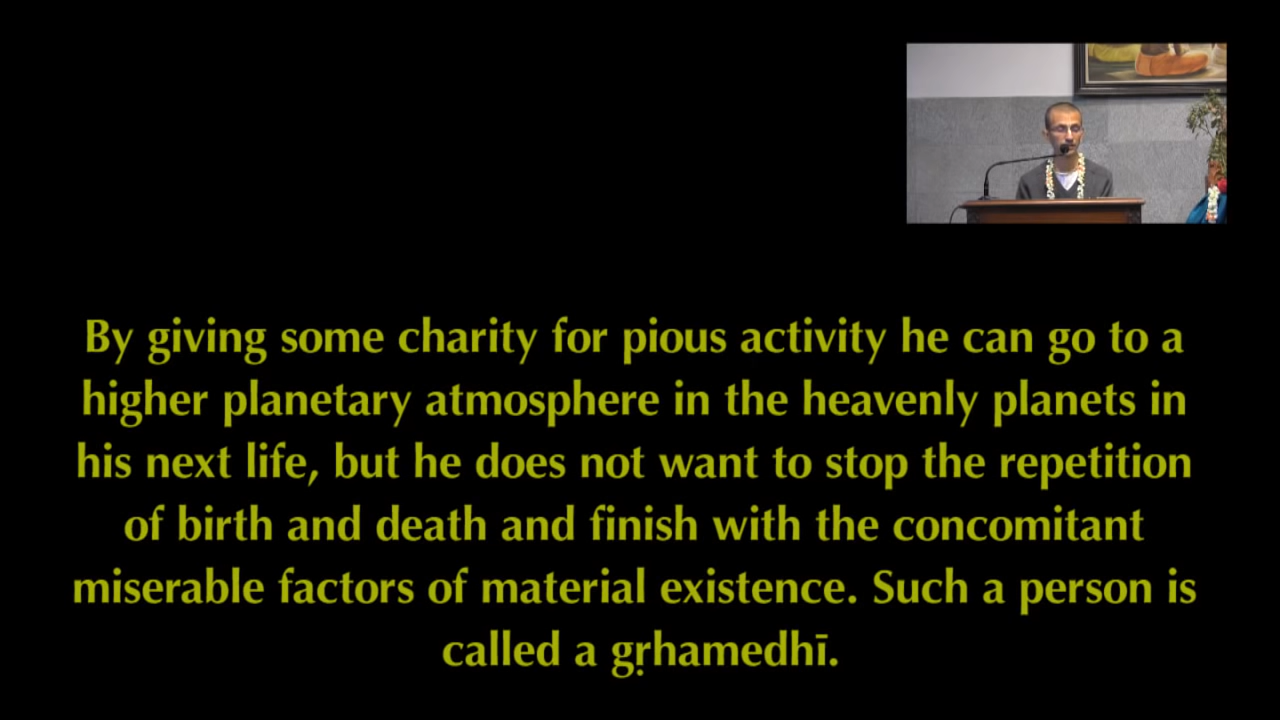 By giving some charity for pious activity he can go to a
higher planetary atmosphere in the heavenly planets in
his next life, but he does not want to stop the repetition
of birth and death and finish with the concomitant
miserable factors of material existence. Such a person is
called a gṛhamedhī.